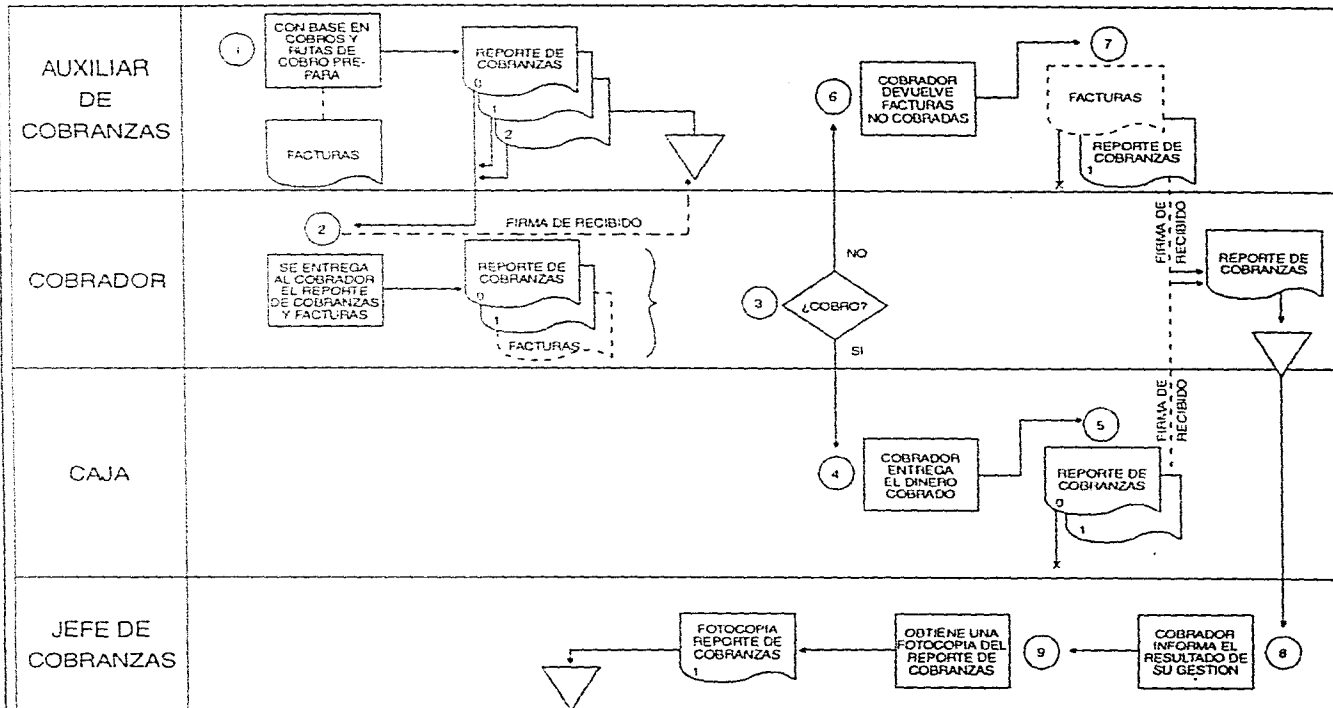 AUXILIAR
DE
COBRANZAS
1
CON BASE EN
COBROS Y
RUTAS DE
COBRO PRE-
PARA
FACTURAS
REPORTE DE
COBRANZAS
0
1
2
6
COBRADOR
DEVUELVE
FACTURAS
NO COBRADAS
7
FACTURAS
REPORTE DE
COBRANZAS
1
COBRADOR
2
FIRMA DE RECIBIDO
SE ENTREGA
AL COBRADOR
EL REPORTE
DE COBRANZAS
Y FACTURAS
REPORTE DE
COBRANZAS
0
1
FACTURAS
NO
3
¿COBRO?
SI
FIRMA DE
RECIBIDO
REPORTE DE
COBRANZAS
CAJA
4
COBRADOR
ENTREGA
EL DINERO
COBRADO
5
REPORTE DE
COBRANZAS
0
1
FIRMA DE
RECIBIDO
JEFE DE
COBRANZAS
FOTOCOPIA
REPORTE DE
COBRANZAS
1
OBTIENE UNA
FOTOCOPIA DEL
REPORTE DE
COBRANZAS
9
COBRADOR
INFORMA EL
RESULTADO DE
SU GESTION
8